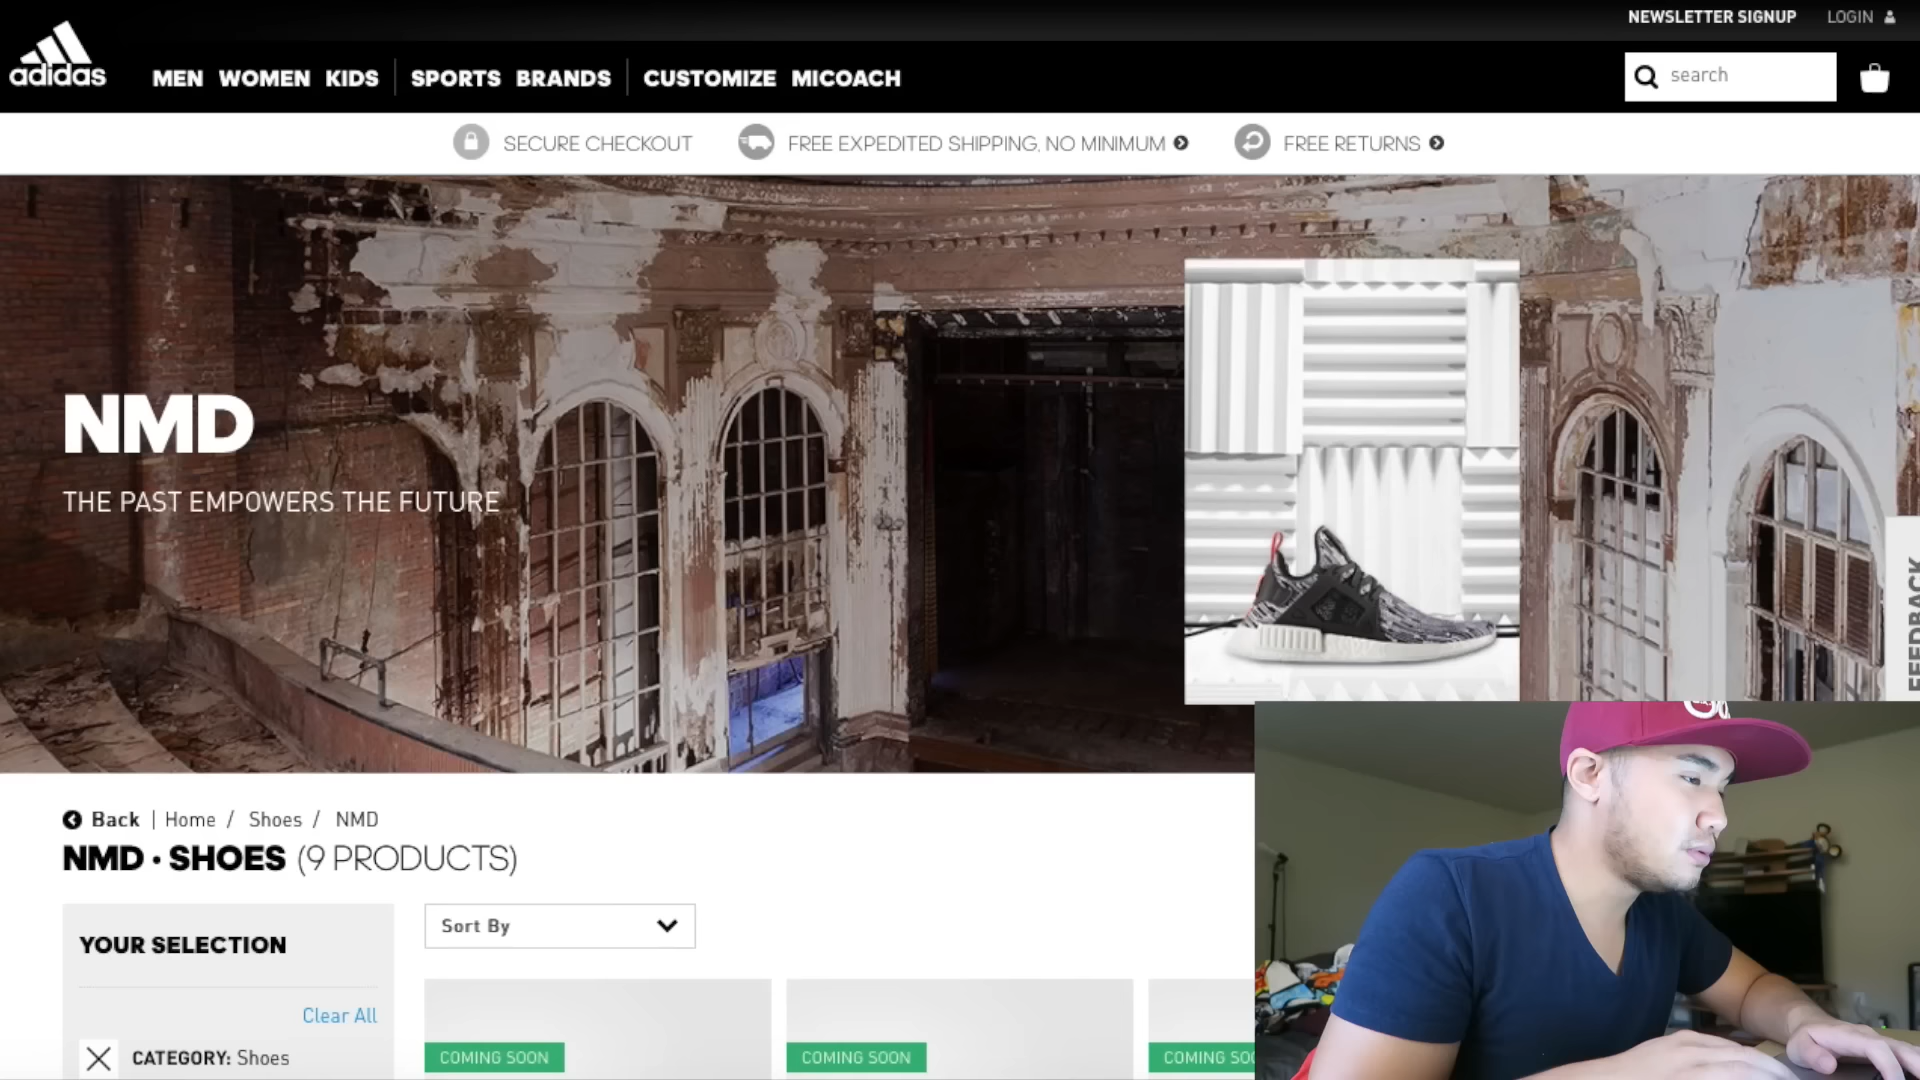 NEWSLETTER SIGNUP LOGIN
adidas MEN WOMEN KIDS SPORTS BRANDS CUSTOMIZE MICOACH search
SECURE CHECKOUT FREE EXPEDITED SHIPPING, NO MINIMUM FREE RETURNS
NMD
THE PAST EMPOWERS THE FUTURE
FEEDBACK
Back | Home / Shoes / NMD
NMD · SHOES (9 PRODUCTS)
Sort By
YOUR SELECTION
Clear All
CATEGORY: Shoes
COMING SOON COMING SOON COMING SO